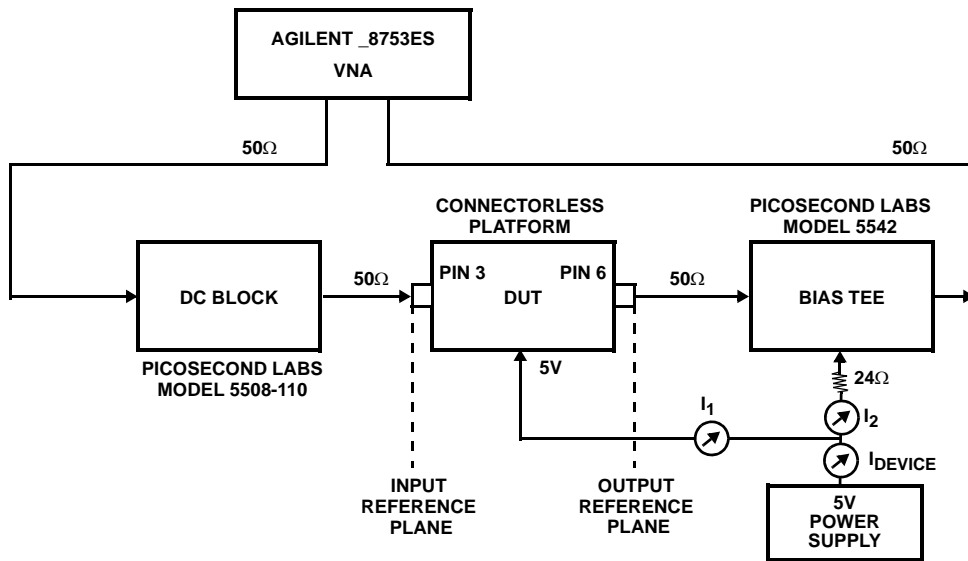 AGILENT _8753ES
VNA
50Ω
50Ω
CONNECTORLESS
PLATFORM
PICOSECOND LABS
MODEL 5542
DC BLOCK
50Ω
PIN 3
PIN 6
DUT
50Ω
BIAS TEE
PICOSECOND LABS
MODEL 5508-110
5V
24Ω
I1
I2
IDEVICE
INPUT
REFERENCE
PLANE
OUTPUT
REFERENCE
PLANE
5V
POWER
SUPPLY